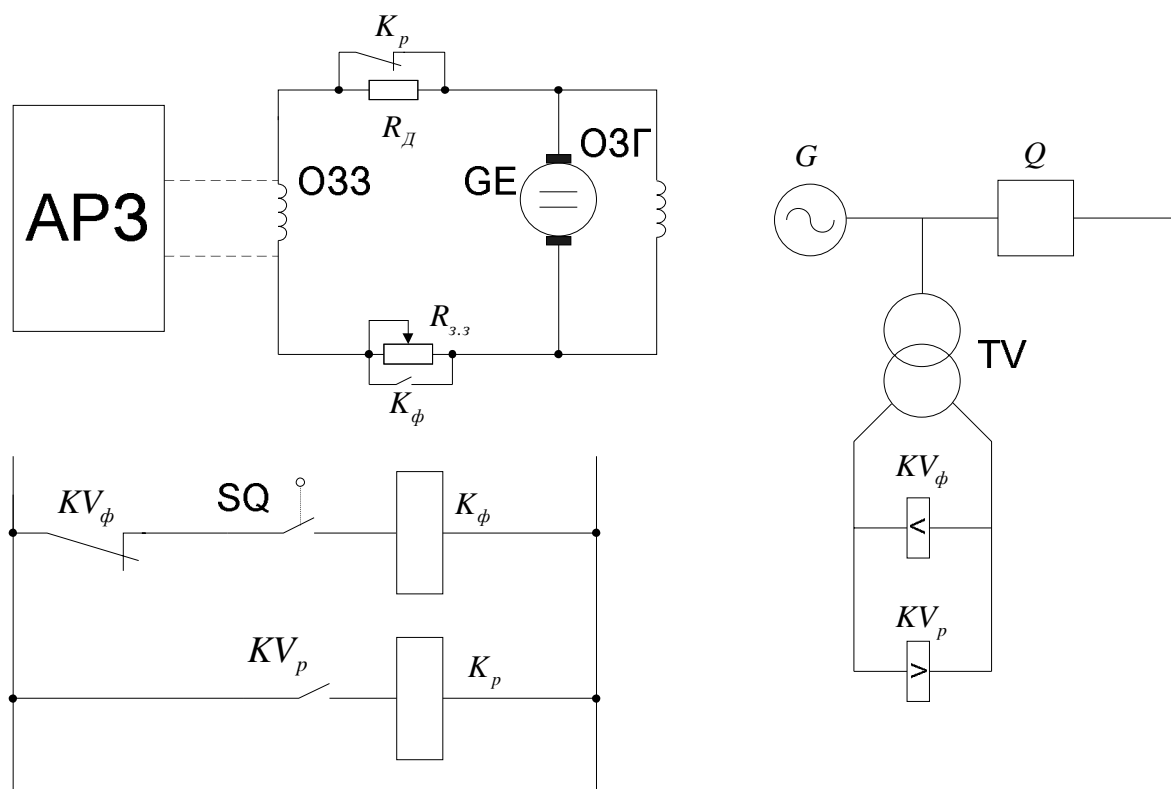 K_р
R_Д
ОЗГ
ОЗЗ
GE
АРЗ
R_з.з
K_ф
G
Q
TV
KV_ф
KV_р
KV_ф
SQ
K_ф
KV_р
K_р